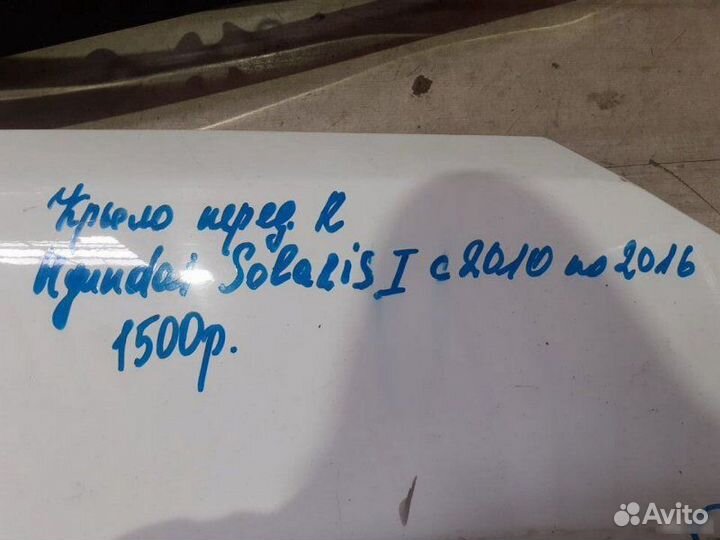 Крыло перед. R
Hyundai Solaris I с 2010 по 2016
1500р.
Avito